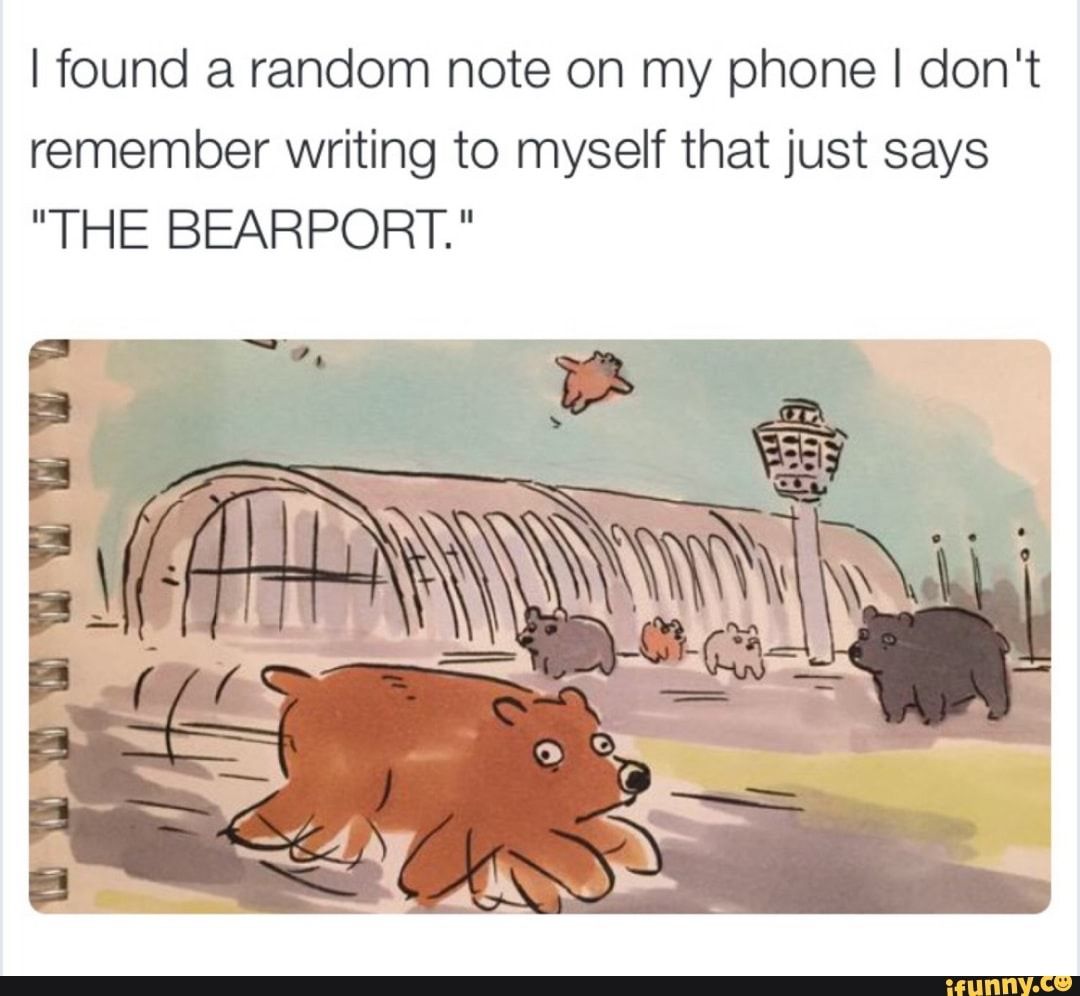 I found a random note on my phone I don't
remember writing to myself that just says
"THE BEARPORT."
ifunny.co